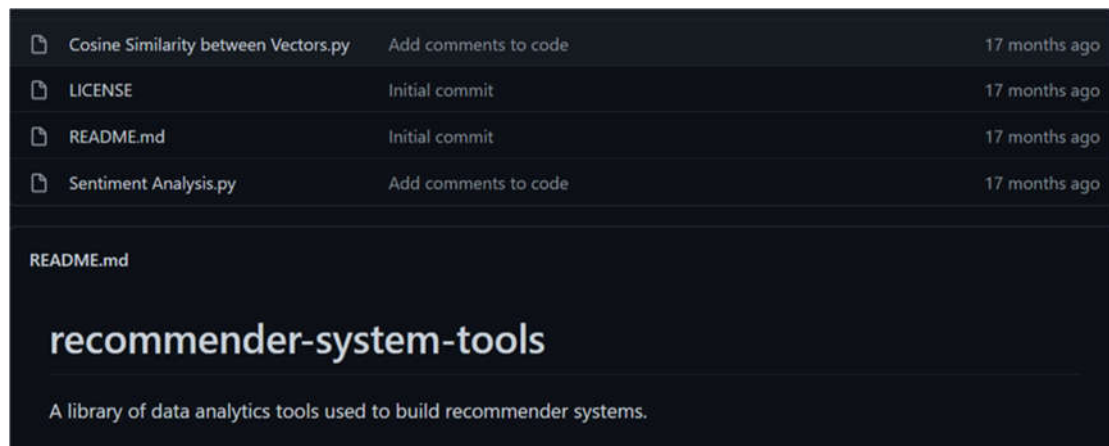 Cosine Similarity between Vectors.py Add comments to code 17 months ago
LICENSE Initial commit 17 months ago
README.md Initial commit 17 months ago
Sentiment Analysis.py Add comments to code 17 months ago
README.md
recommender-system-tools
A library of data analytics tools used to build recommender systems.